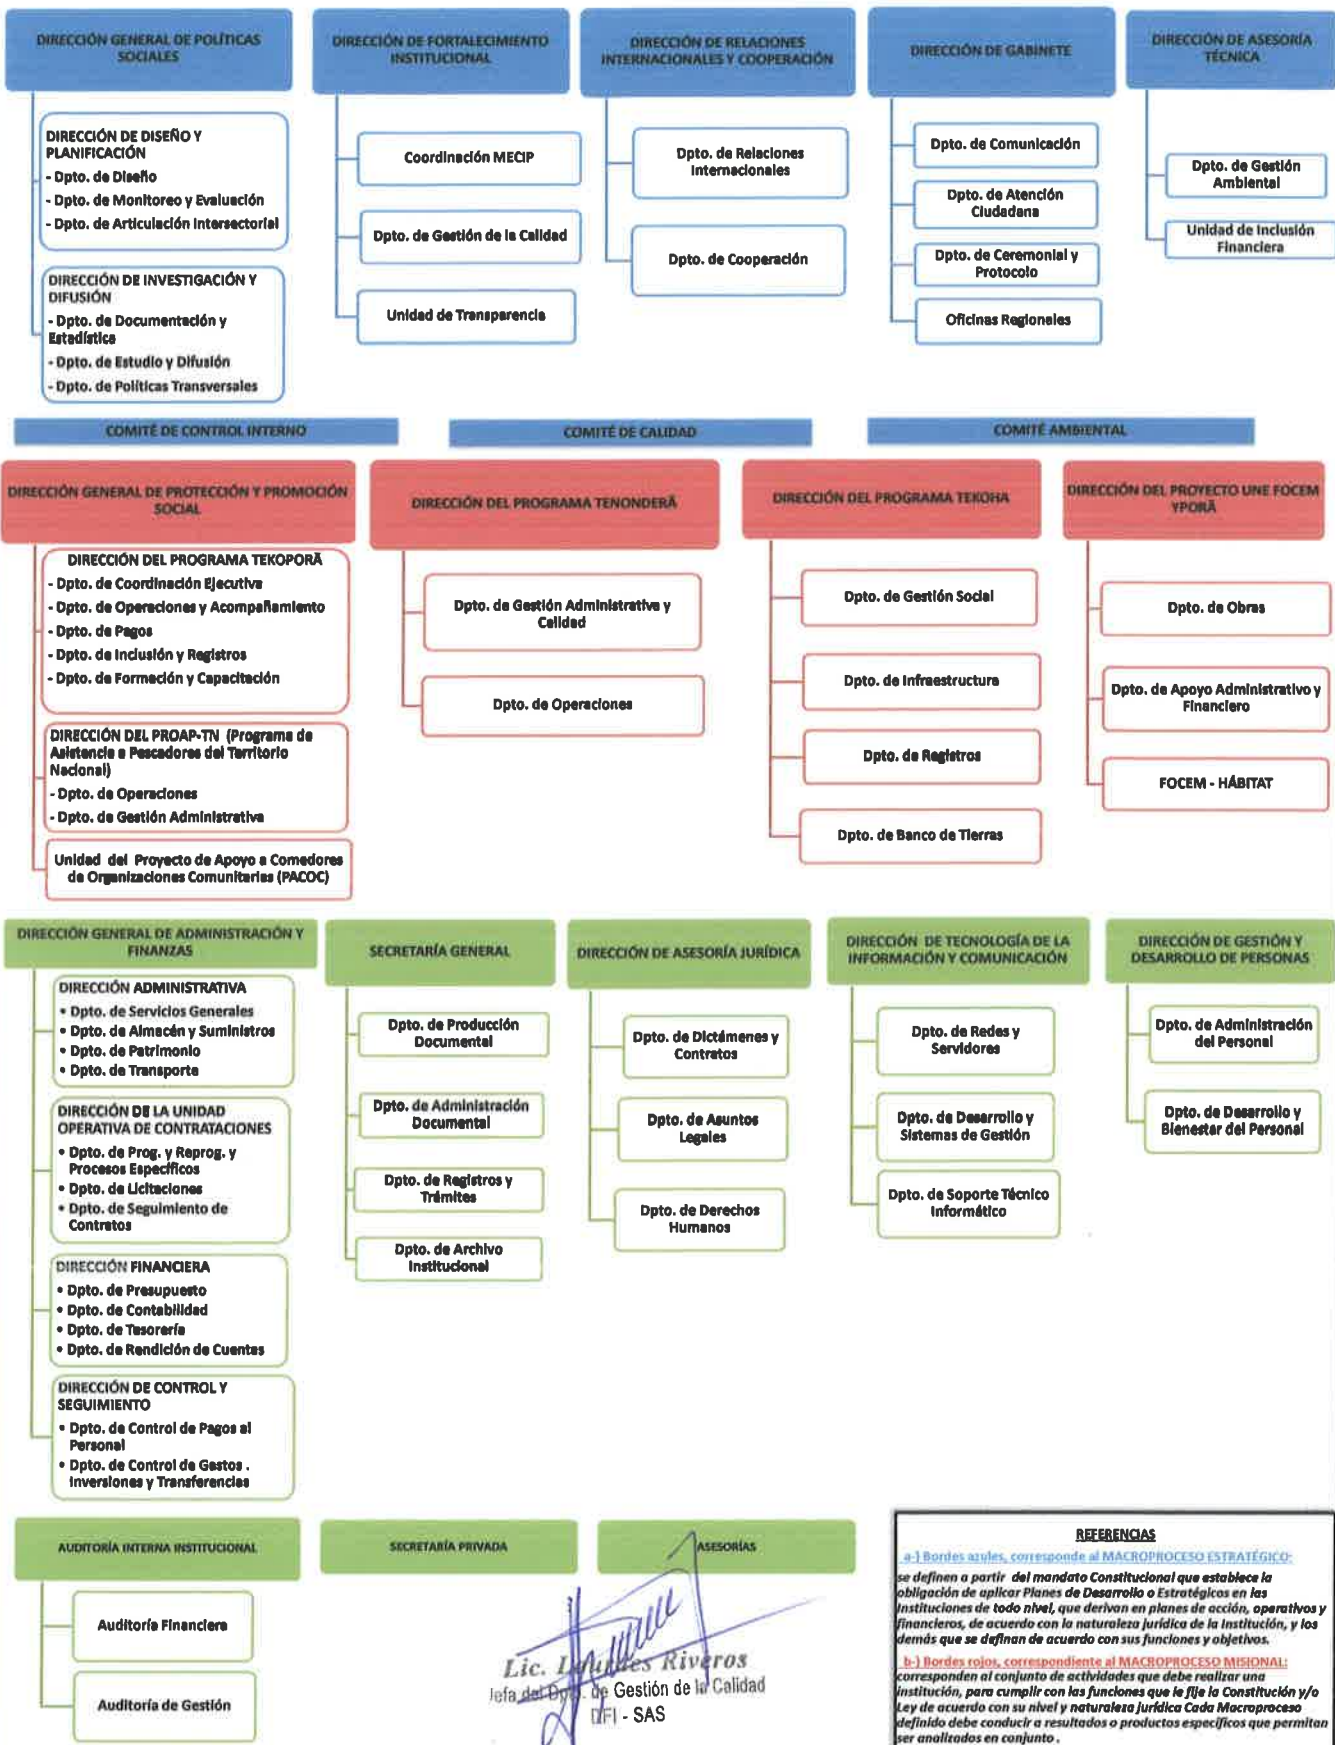 DIRECCIÓN GENERAL DE POLÍTICAS
SOCIALES
DIRECCIÓN DE DISEÑO Y
PLANIFICACIÓN
- Dpto. de Diseño
- Dpto. de Monitoreo y Evaluación
- Dpto. de Articulación Intersectorial
DIRECCIÓN DE INVESTIGACIÓN Y
DIFUSIÓN
- Dpto. de Documentación y
Estadística
- Dpto. de Estudio y Difusión
- Dpto. de Políticas Transversales
DIRECCIÓN DE FORTALECIMIENTO
INSTITUCIONAL
Coordinación MECIP
Dpto. de Gestión de la Calidad
Unidad de Transparencia
DIRECCIÓN DE RELACIONES
INTERNACIONALES Y COOPERACIÓN
Dpto. de Relaciones
Internacionales
Dpto. de Cooperación
DIRECCIÓN DE GABINETE
Dpto. de Comunicación
Dpto. de Atención
Ciudadana
Dpto. de Ceremonial y
Protocolo
Oficinas Regionales
DIRECCIÓN DE ASESORÍA
TÉCNICA
Dpto. de Gestión
Ambiental
Unidad de Inclusión
Financiera
COMITÉ DE CONTROL INTERNO
COMITÉ DE CALIDAD
COMITÉ AMBIENTAL
DIRECCIÓN GENERAL DE PROTECCIÓN Y PROMOCIÓN
SOCIAL
DIRECCIÓN DEL PROGRAMA TEKOPORÃ
- Dpto. de Coordinación Ejecutiva
- Dpto. de Operaciones y Acompañamiento
- Dpto. de Pagos
- Dpto. de Inclusión y Registros
- Dpto. de Formación y Capacitación
DIRECCIÓN DEL PROAP-TN (Programa de
Asistencia a Pescadores del Territorio
Nacional)
- Dpto. de Operaciones
- Dpto. de Gestión Administrativa
Unidad del Proyecto de Apoyo a Comedores
de Organizaciones Comunitarias (PACOC)
DIRECCIÓN DEL PROGRAMA TENONDERÃ
Dpto. de Gestión Administrativa y
Calidad
Dpto. de Operaciones
DIRECCIÓN DEL PROGRAMA TEKOHA
Dpto. de Gestión Social
Dpto. de Infraestructura
Dpto. de Registros
Dpto. de Banco de Tierras
DIRECCIÓN DEL PROYECTO UNE FOCEM
YPORÃ
Dpto. de Obras
Dpto. de Apoyo Administrativo y
Financiero
FOCEM - HÁBITAT
DIRECCIÓN GENERAL DE ADMINISTRACIÓN Y
FINANZAS
DIRECCIÓN ADMINISTRATIVA
• Dpto. de Servicios Generales
• Dpto. de Almacén y Suministros
• Dpto. de Patrimonio
• Dpto. de Transporte
DIRECCIÓN DE LA UNIDAD
OPERATIVA DE CONTRATACIONES
• Dpto. de Prog. y Reprog. y
Procesos Específicos
• Dpto. de Licitaciones
• Dpto. de Seguimiento de
Contratos
DIRECCIÓN FINANCIERA
• Dpto. de Presupuesto
• Dpto. de Contabilidad
• Dpto. de Tesorería
• Dpto. de Rendición de Cuentas
DIRECCIÓN DE CONTROL Y
SEGUIMIENTO
• Dpto. de Control de Pagos al
Personal
• Dpto. de Control de Gastos .
Inversiones y Transferencias
SECRETARÍA GENERAL
Dpto. de Producción
Documental
Dpto. de Administración
Documental
Dpto. de Registros y
Trámites
Dpto. de Archivo
Institucional
DIRECCIÓN DE ASESORÍA JURÍDICA
Dpto. de Dictámenes y
Contratos
Dpto. de Asuntos
Legales
Dpto. de Derechos
Humanos
DIRECCIÓN DE TECNOLOGÍA DE LA
INFORMACIÓN Y COMUNICACIÓN
Dpto. de Redes y
Servidores
Dpto. de Desarrollo y
Sistemas de Gestión
Dpto. de Soporte Técnico
Informático
DIRECCIÓN DE GESTIÓN Y
DESARROLLO DE PERSONAS
Dpto. de Administración
del Personal
Dpto. de Desarrollo y
Bienestar del Personal
AUDITORÍA INTERNA INSTITUCIONAL
Auditoría Financiera
Auditoría de Gestión
SECRETARÍA PRIVADA
ASESORÍAS
Lic. Lourdes Riveros
Jefa del Dpto. de Gestión de la Calidad
DFI - SAS
REFERENCIAS
a-) Bordes azules, corresponde al MACROPROCESO ESTRATÉGICO:
se definen a partir del mandato Constitucional que establece la
obligación de aplicar Planes de Desarrollo o Estratégicos en las
Instituciones de todo nivel, que derivan en planes de acción, operativos y
financieros, de acuerdo con la naturaleza jurídica de la Institución, y los
demás que se definan de acuerdo con sus funciones y objetivos.
b-) Bordes rojos, correspondiente al MACROPROCESO MISIONAL:
corresponden al conjunto de actividades que debe realizar una
institución, para cumplir con las funciones que le fije la Constitución y/o
Ley de acuerdo con su nivel y naturaleza jurídica Cada Macroproceso
definido debe conducir a resultados o productos específicos que permitan
ser analizados en conjunto .